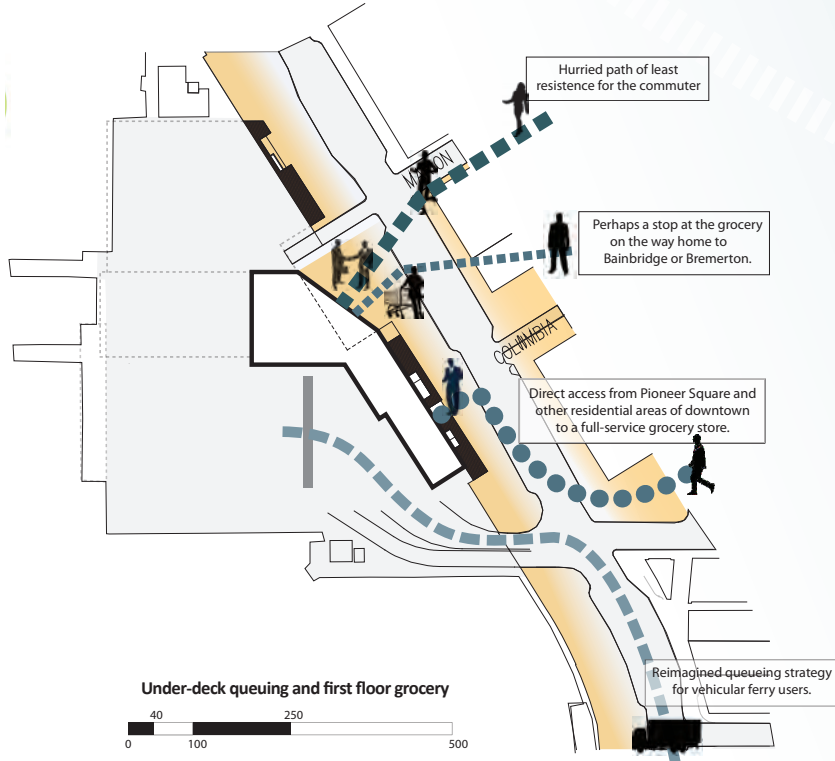 Hurried path of least
resistence for the commuter
MARION
Perhaps a stop at the grocery
on the way home to
Bainbridge or Bremerton.
COLUMBIA
Direct access from Pioneer Square and
other residential areas of downtown
to a full-service grocery store.
Reimagined queueing strategy
for vehicular ferry users.
Under-deck queuing and first floor grocery
40 250
0 100 500